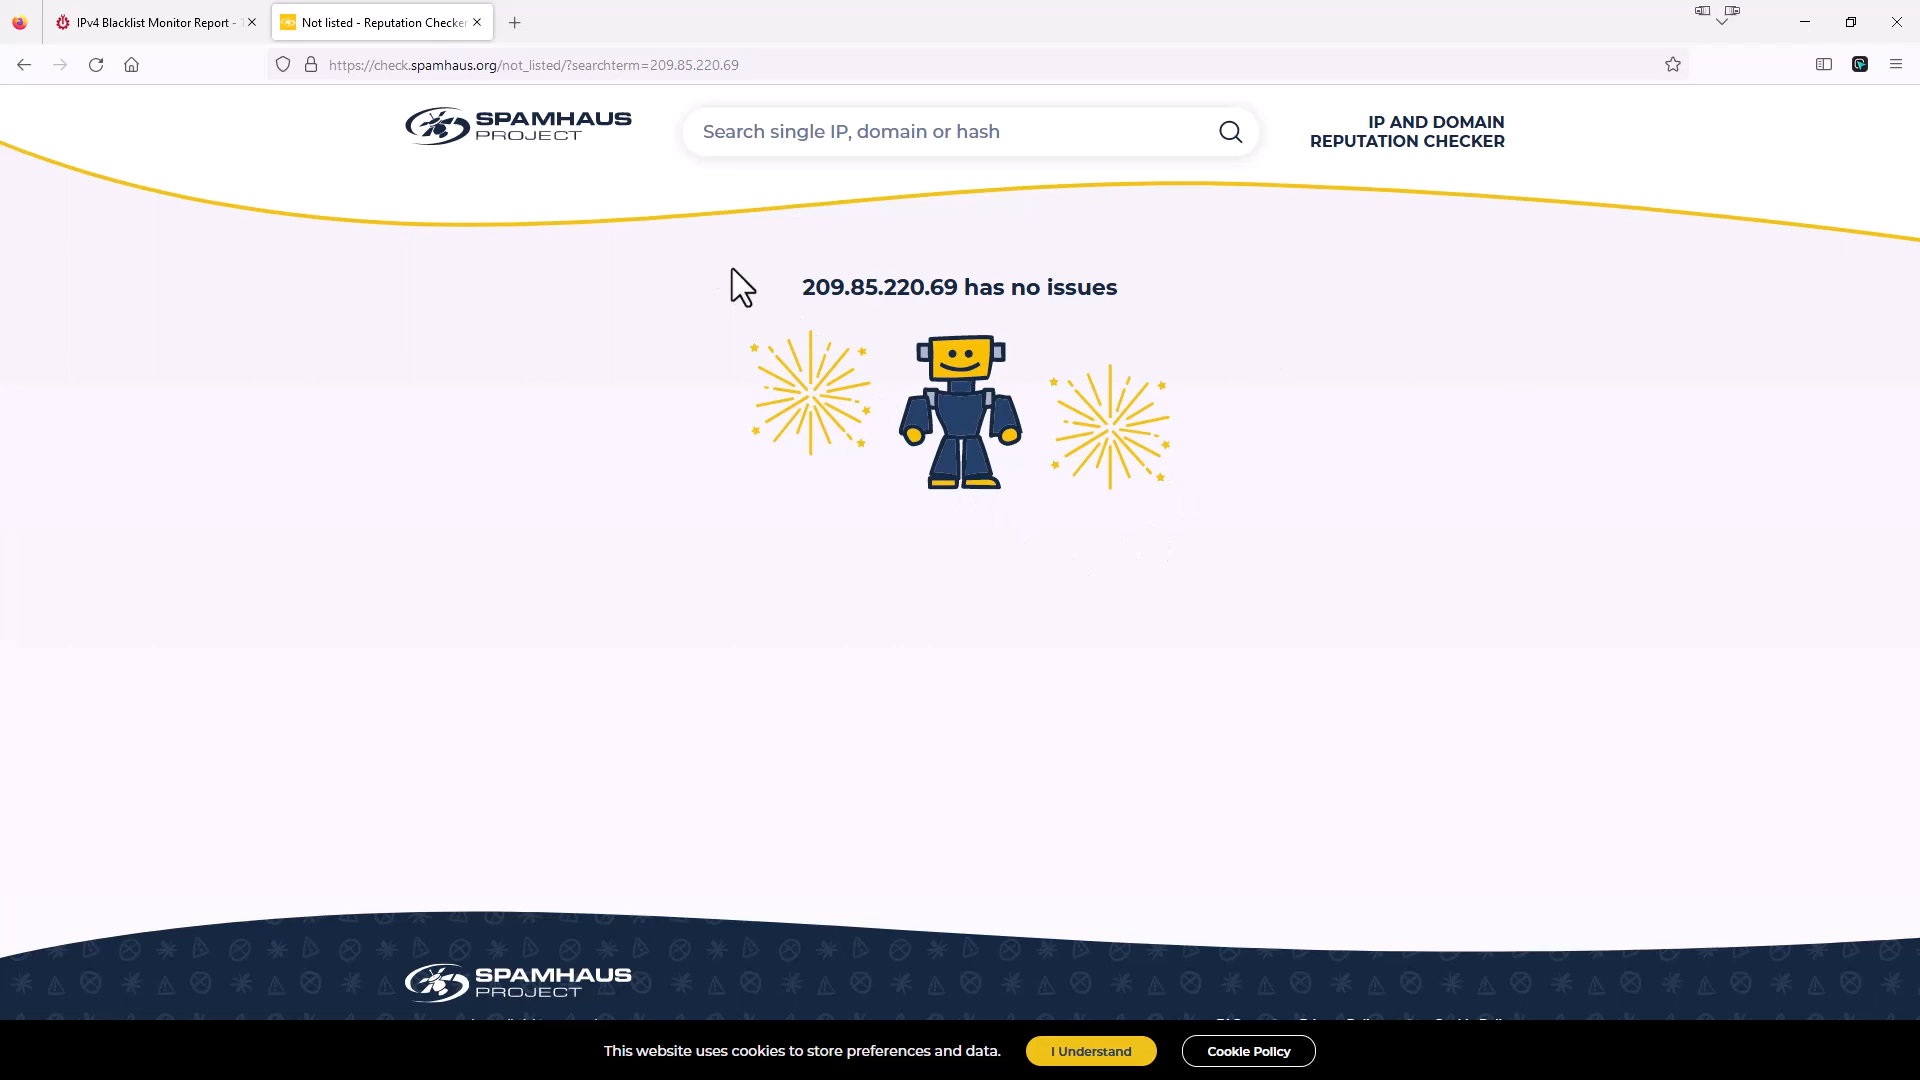 IPv4 Blacklist Monitor Report -
Not listed - Reputation Checker
https://check.spamhaus.org/not_listed/?searchterm=209.85.220.69
SPAMHAUS
PROJECT
Search single IP, domain or hash
IP AND DOMAIN
REPUTATION CHECKER
209.85.220.69 has no issues
SPAMHAUS
PROJECT
This website uses cookies to store preferences and data.
I Understand
Cookie Policy